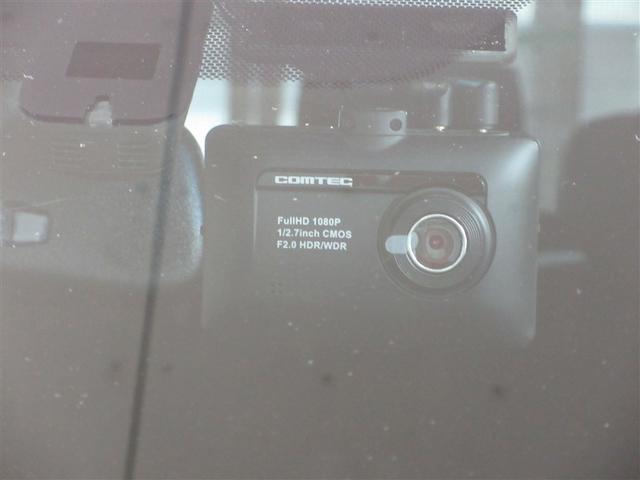 COMTEC
FullHD 1080P
1/2.7inch CMOS
F2.0 HDR/WDR